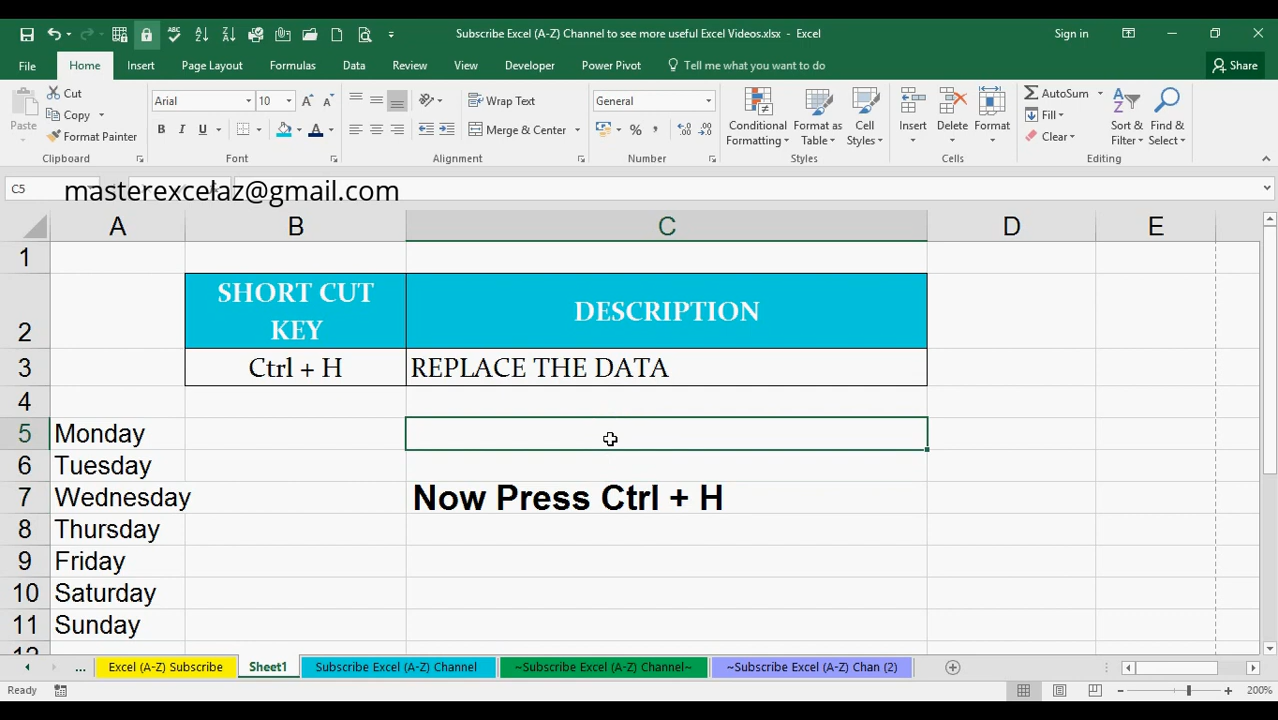 Subscribe Excel (A-Z) Channel to see more useful Excel Videos.xlsx - Excel
Sign in
File Home Insert Page Layout Formulas Data Review View Developer Power Pivot Tell me what you want to do Share
Paste
Cut
Copy
Format Painter
Clipboard
Arial 10
B I U
Font
Wrap Text
Merge & Center
Alignment
General
Number
Conditional Formatting
Format as Table
Cell Styles
Styles
Insert Delete Format
Cells
AutoSum
Fill
Clear
Sort & Filter
Find & Select
Editing
C5
masterexcelaz@gmail.com
A B C D E
1
2 SHORT CUT KEY DESCRIPTION
3 Ctrl + H REPLACE THE DATA
4
5 Monday
6 Tuesday
7 Wednesday Now Press Ctrl + H
8 Thursday
9 Friday
10 Saturday
11 Sunday
... Excel (A-Z) Subscribe Sheet1 Subscribe Excel (A-Z) Channel ~Subscribe Excel (A-Z) Channel~ ~Subscribe Excel (A-Z) Chan (2)
Ready 200%